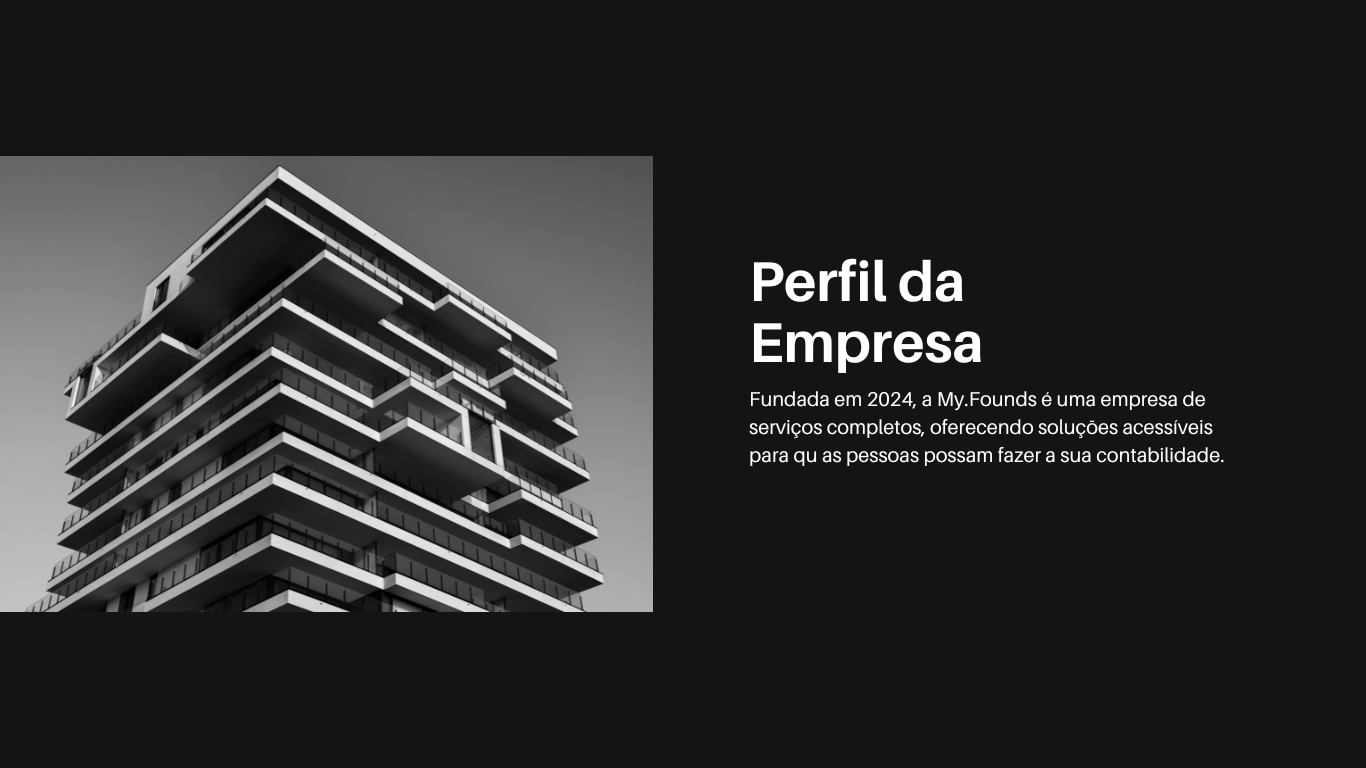 Perfil da
Empresa
Fundada em 2024, a My.Founds é uma empresa de
serviços completos, oferecendo soluções acessíveis
para qu as pessoas possam fazer a sua contabilidade.